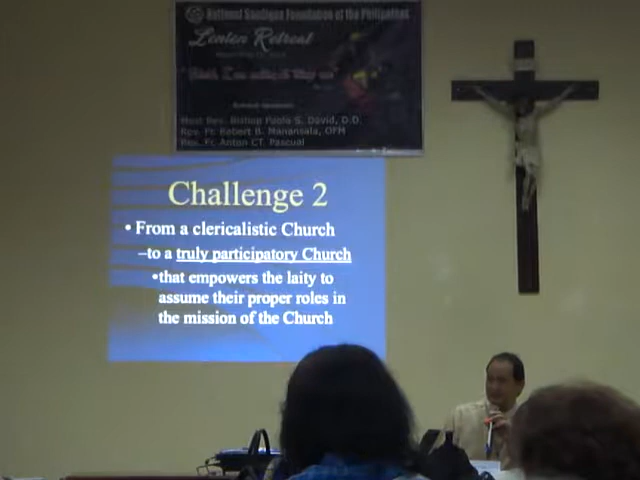 National Sandigan Foundation of the Philippines
Lenten Retreat
Most Rev. Bishop Pablo S. David, D.D.
Rev. Fr. Robert B. Manansala, OFM
Rev. Fr. Anton CT. Pascual
Challenge 2
• From a clericalistic Church
–to a truly participatory Church
•that empowers the laity to
assume their proper roles in
the mission of the Church